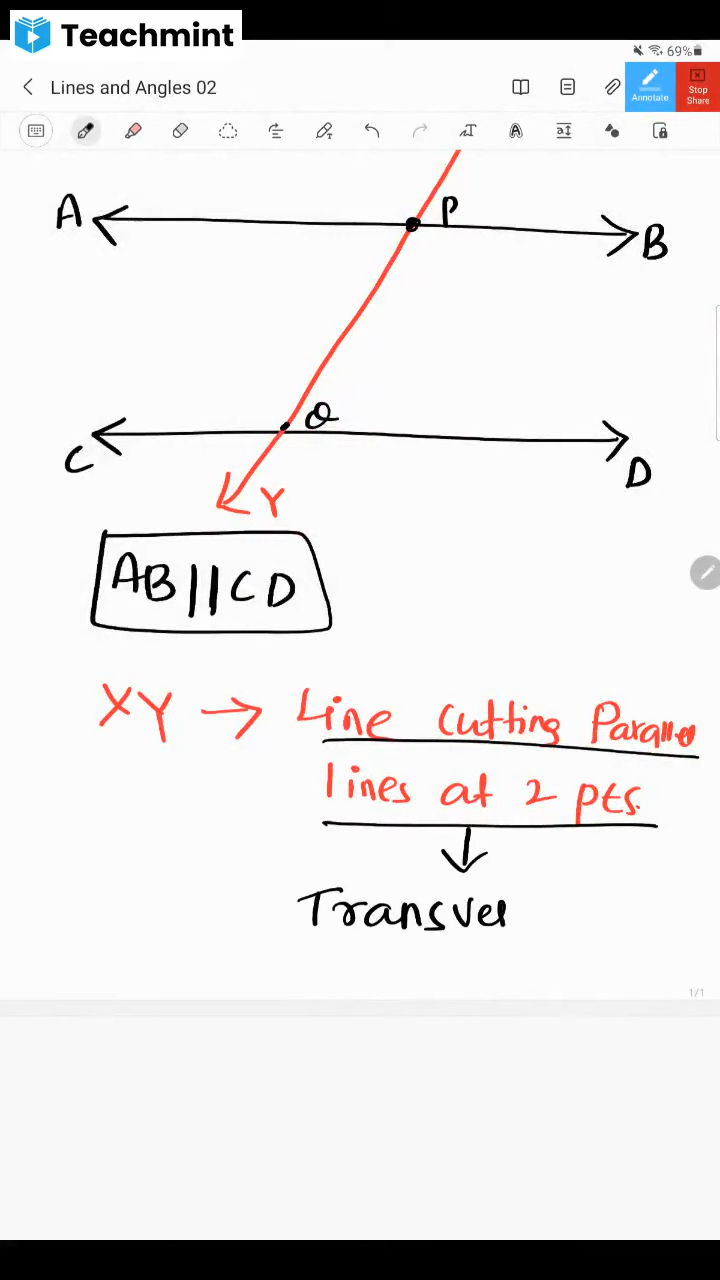 Teachmint
69%
Lines and Angles 02
Annotate
Stop
Share
A
P
B
Q
C
D
Y
AB||CD
XY → Line Cutting Parallel
lines at 2 pts.
Transve
1/1